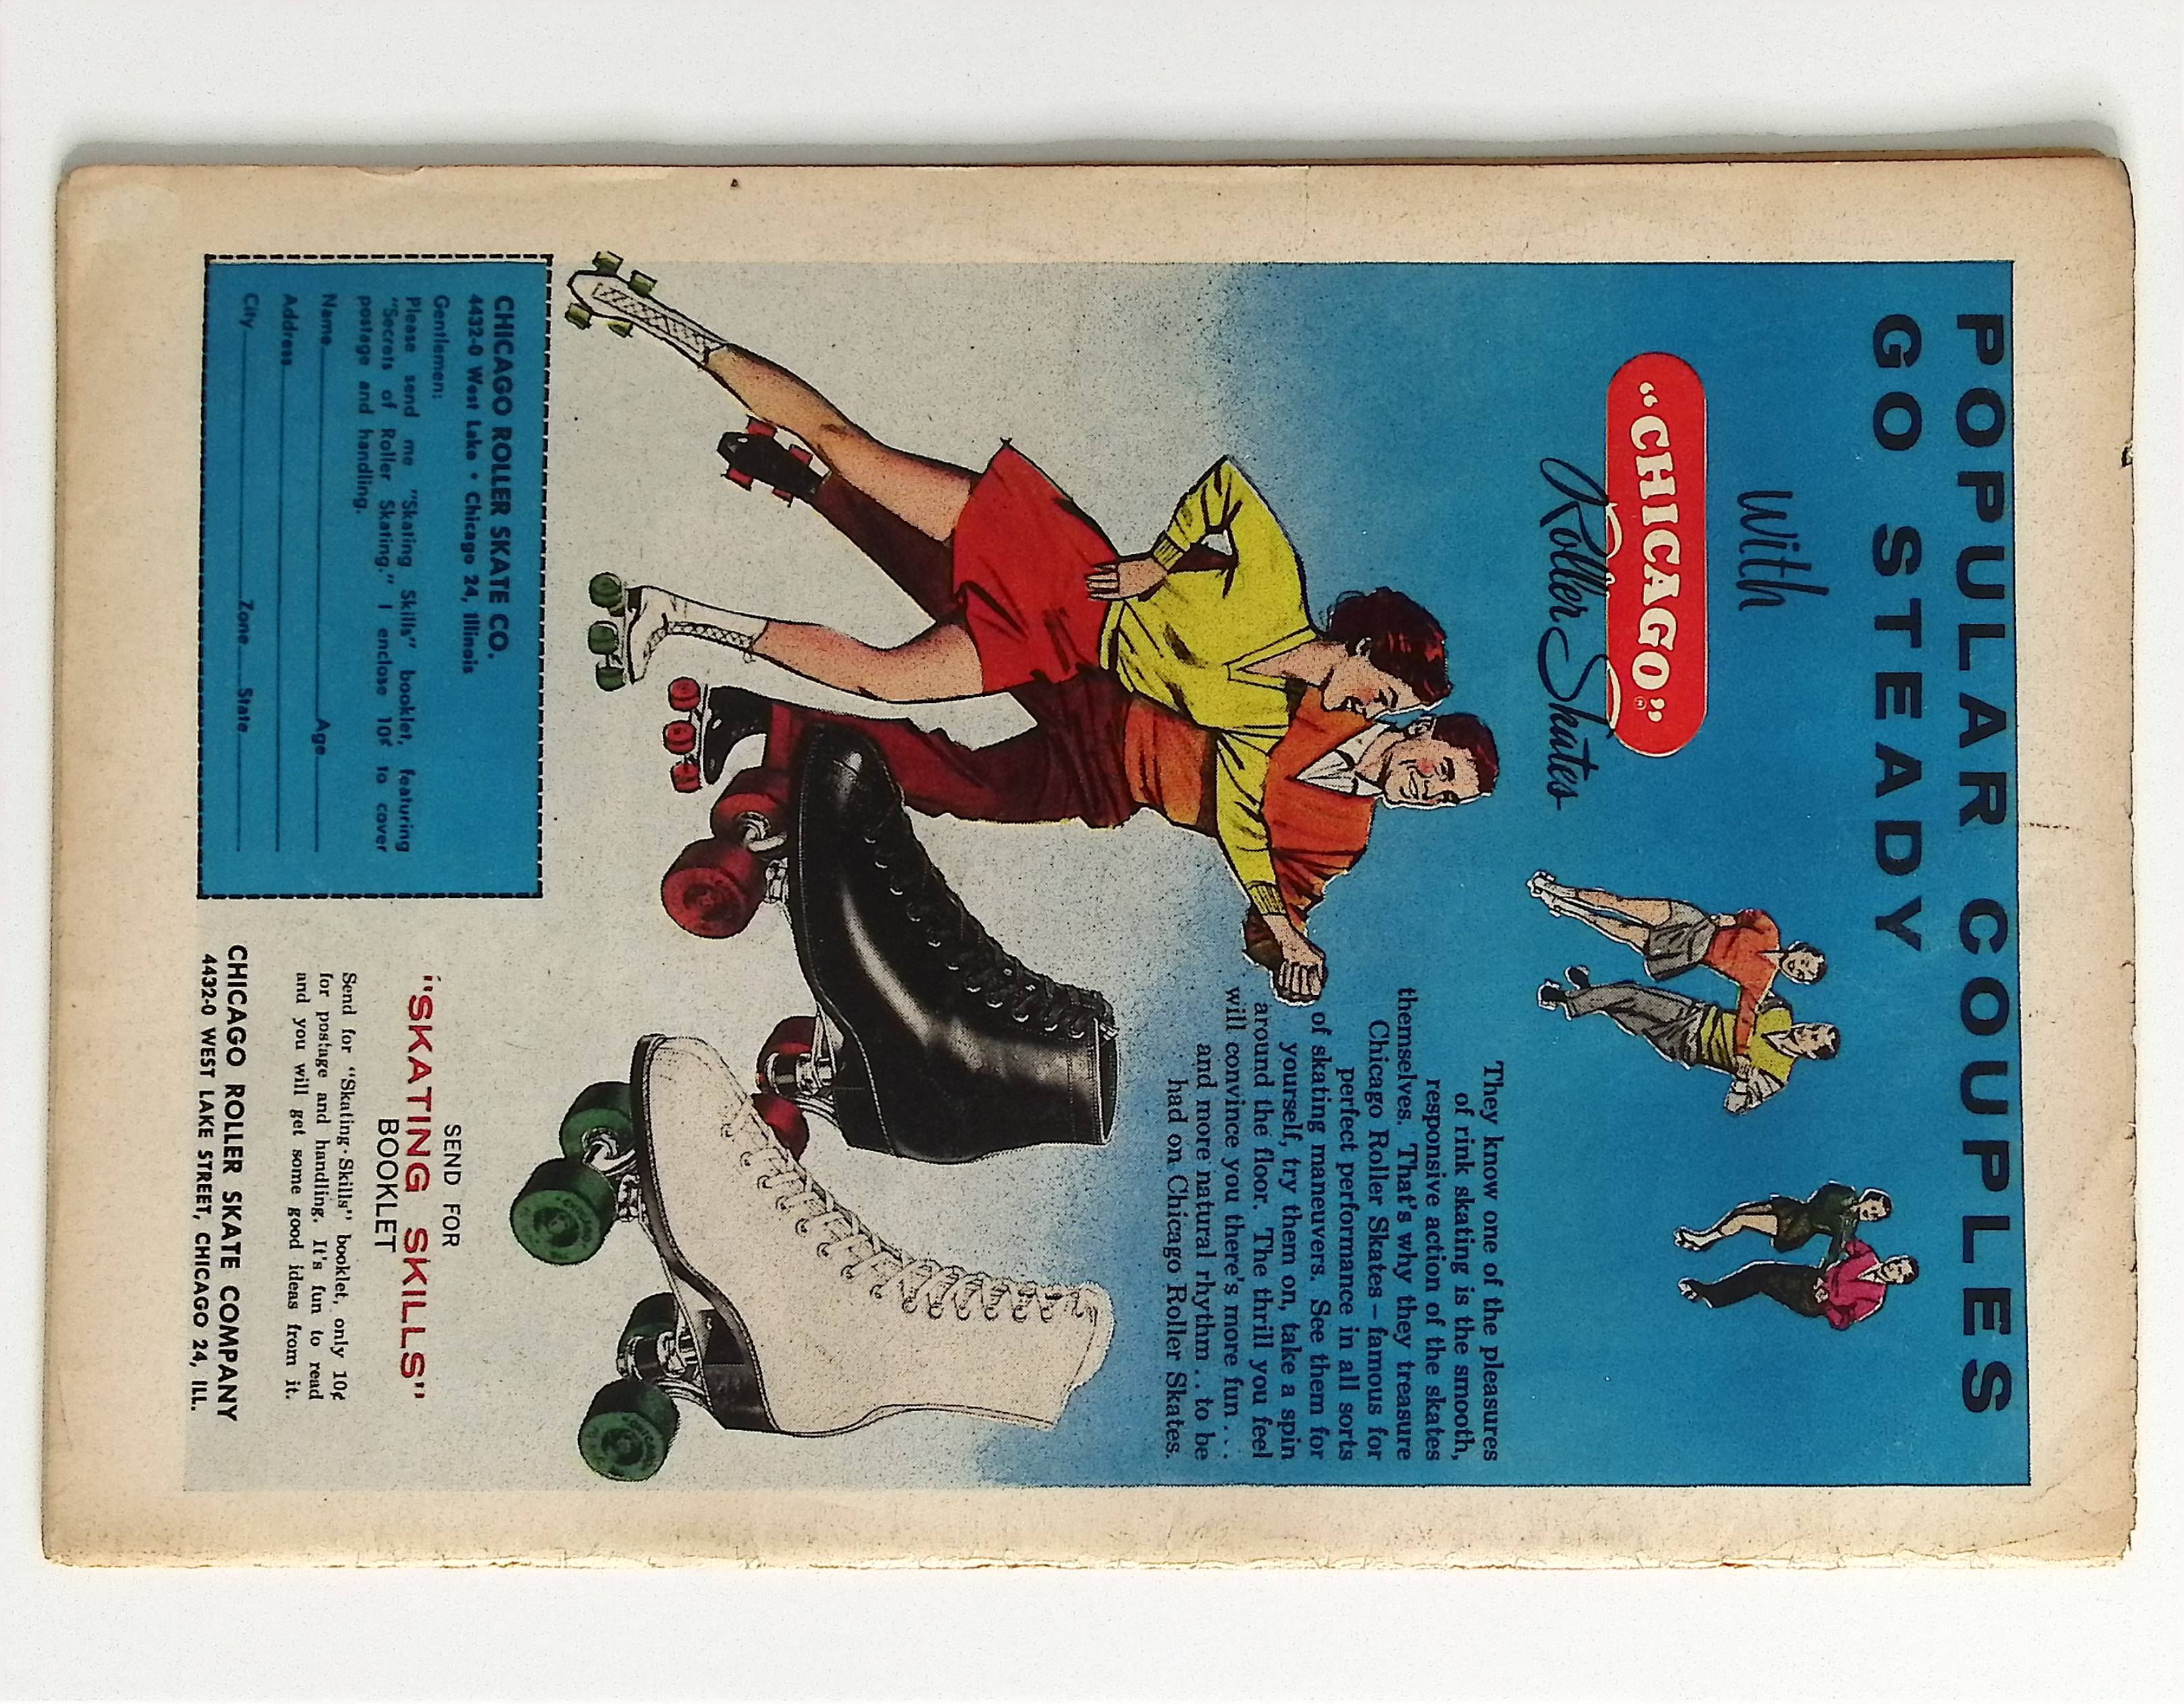 POPULAR COUPLES
GO STEADY
with
"CHICAGO"®
Roller Skates
They know one of the pleasures
of rink skating is the smooth,
responsive action of the skates
themselves. That's why they treasure
Chicago Roller Skates – famous for
perfect performance in all sorts
of skating maneuvers. See them for
yourself, try them on, take a spin
around the floor. The thrill you feel
will convince you there's more fun ...
and more natural rhythm .. to be
had on Chicago Roller Skates.
CHICAGO ROLLER SKATE CO.
4432-0 West Lake • Chicago 24, Illinois
Gentlemen:
Please send me "Skating Skills" booklet, featuring
"Secrets of Roller Skating." I enclose 10¢ to cover
postage and handling.
Name Age
Address
City Zone State
SEND FOR
"SKATING SKILLS"
BOOKLET
Send for "Skating Skills" booklet, only 10¢
for postage and handling. It's fun to read
and you will get some good ideas from it.
CHICAGO ROLLER SKATE COMPANY
4432-0 WEST LAKE STREET, CHICAGO 24, ILL.